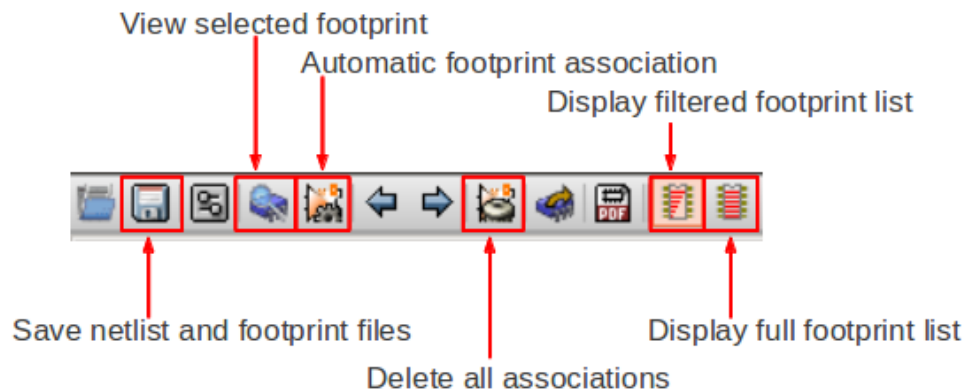 View selected footprint
Automatic footprint association
Display filtered footprint list
PDF
Save netlist and footprint files
Display full footprint list
Delete all associations